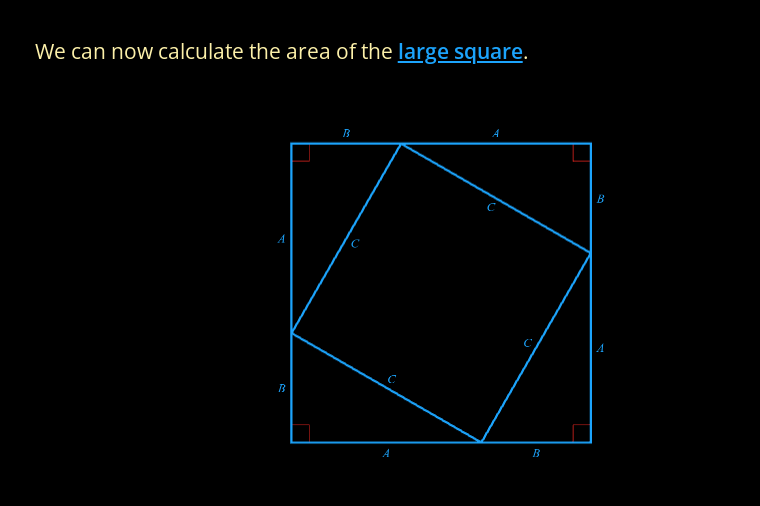 We can now calculate the area of the large square.
B A
B
C
A C
C A
C
B
A B